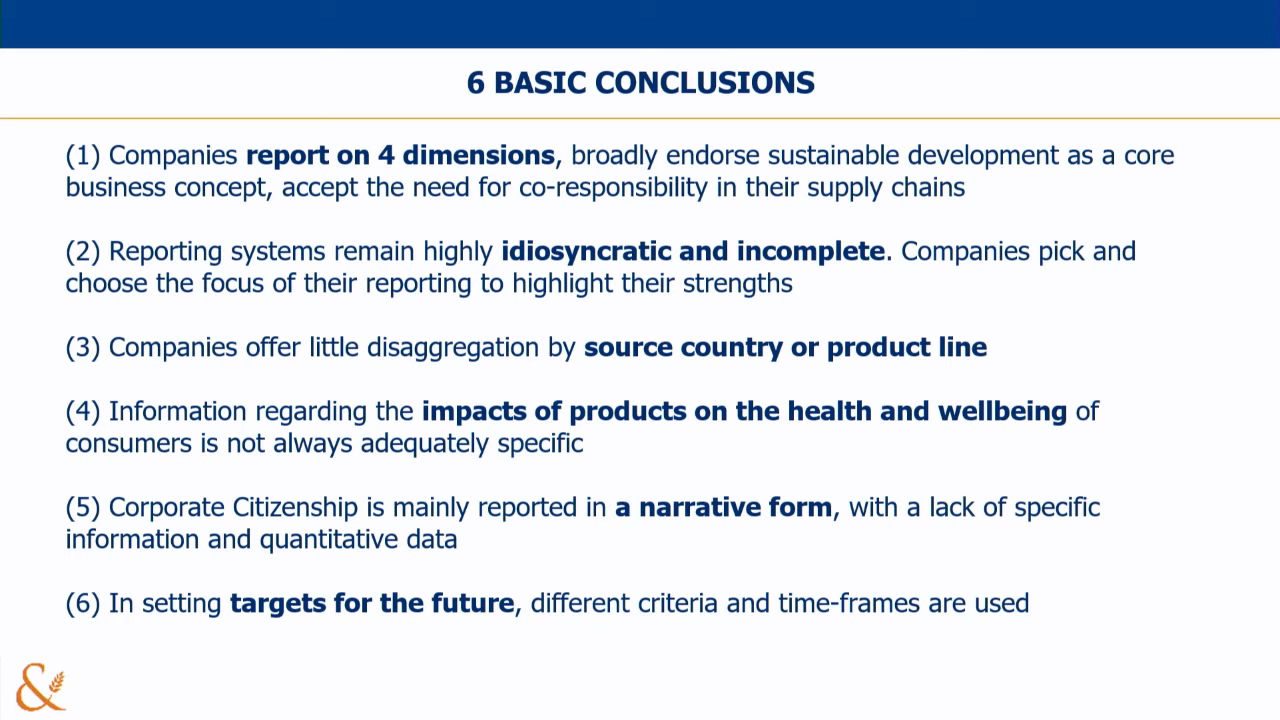 6 BASIC CONCLUSIONS
(1) Companies report on 4 dimensions, broadly endorse sustainable development as a core
business concept, accept the need for co-responsibility in their supply chains
(2) Reporting systems remain highly idiosyncratic and incomplete. Companies pick and
choose the focus of their reporting to highlight their strengths
(3) Companies offer little disaggregation by source country or product line
(4) Information regarding the impacts of products on the health and wellbeing of
consumers is not always adequately specific
(5) Corporate Citizenship is mainly reported in a narrative form, with a lack of specific
information and quantitative data
(6) In setting targets for the future, different criteria and time-frames are used
&